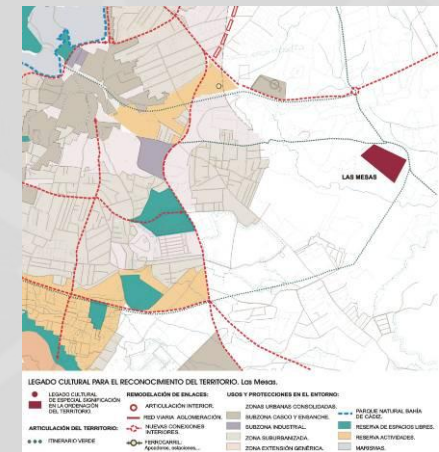 LAS MESAS
LEGADO CULTURAL PARA EL RECONOCIMIENTO DEL TERRITORIO. Las Mesas.
LEGADO CULTURAL
DE ESPECIAL SIGNIFICACIÓN
EN LA ORDENACIÓN
DEL TERRITORIO
ARTICULACIÓN DEL TERRITORIO:
ITINERARIO VERDE
REMODELACIÓN DE ENLACES:
ARTICULACIÓN INTERIOR.
RED VIARIA AGLOMERACIÓN.
NUEVAS CONEXIONES
INTERIORES.
FERROCARRIL:
Apeaderos, estaciones...
USOS Y PROTECCIONES EN EL ENTORNO:
ZONAS URBANAS CONSOLIDADAS.
SUBZONA CASCO Y ENSANCHE.
SUBZONA INDUSTRIAL.
ZONA SUBURBANIZADA.
ZONA EXTENSIÓN GENÉRICA.
PARQUE NATURAL BAHÍA
DE CÁDIZ.
RESERVA DE ESPACIOS LIBRES.
RESERVA ACTIVIDADES.
MARISMAS.